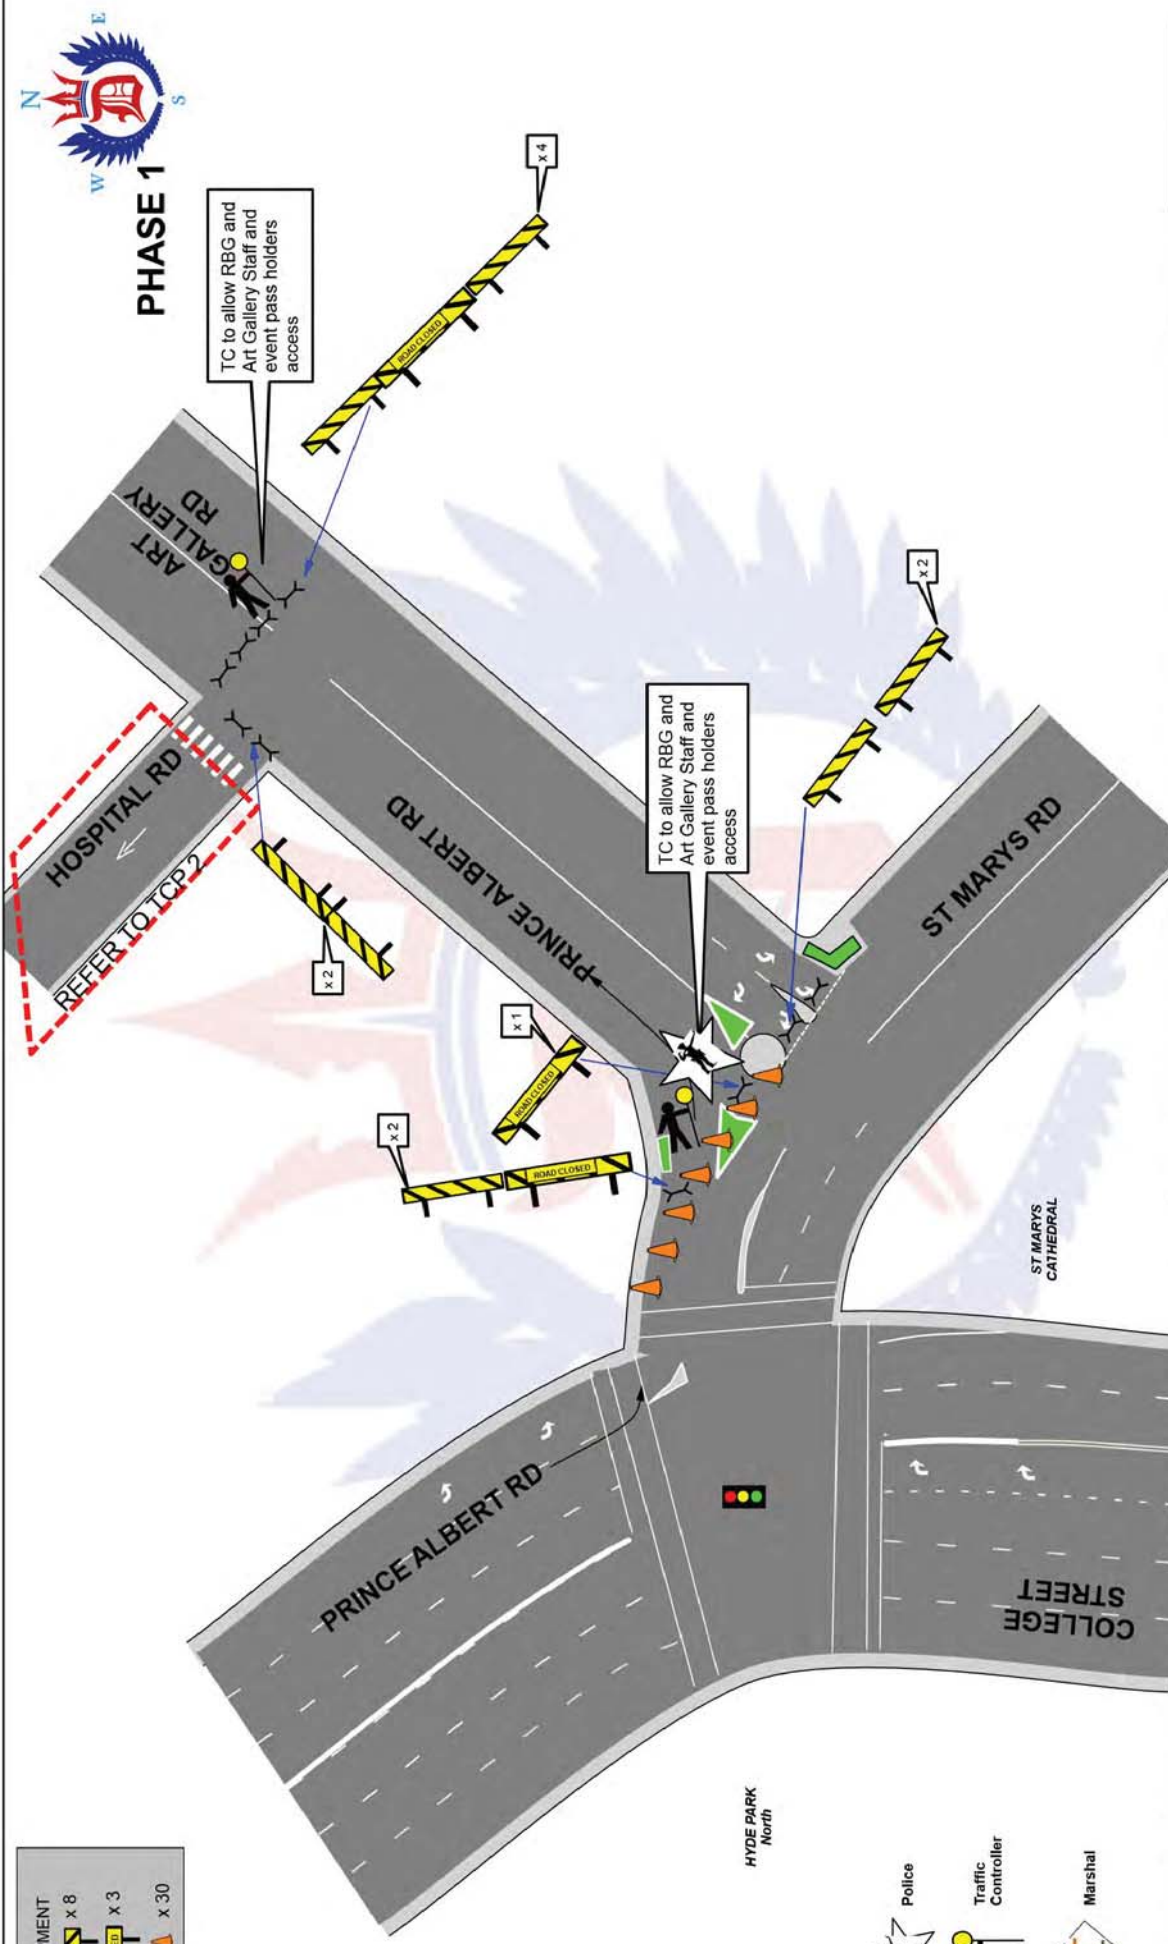 N
E
S
W
PHASE 1
TC to allow RBG and
Art Gallery Staff and
event pass holders
access
x 4
ROAD CLOSED
ART
GALLERY
RD
HOSPITAL RD
REFER TO TCP 2
x 2
PRINCE ALBERT RD
PRINCE ALBERT RD
TC to allow RBG and
Art Gallery Staff and
event pass holders
access
x 2
ST MARYS RD
x 1
ROAD CLOSED
x 2
ROAD CLOSED
ST MARYS
CATHEDRAL
COLLEGE
STREET
HYDE PARK
North
x 8
x 3
x 30
Police
Traffic
Controller
Marshal